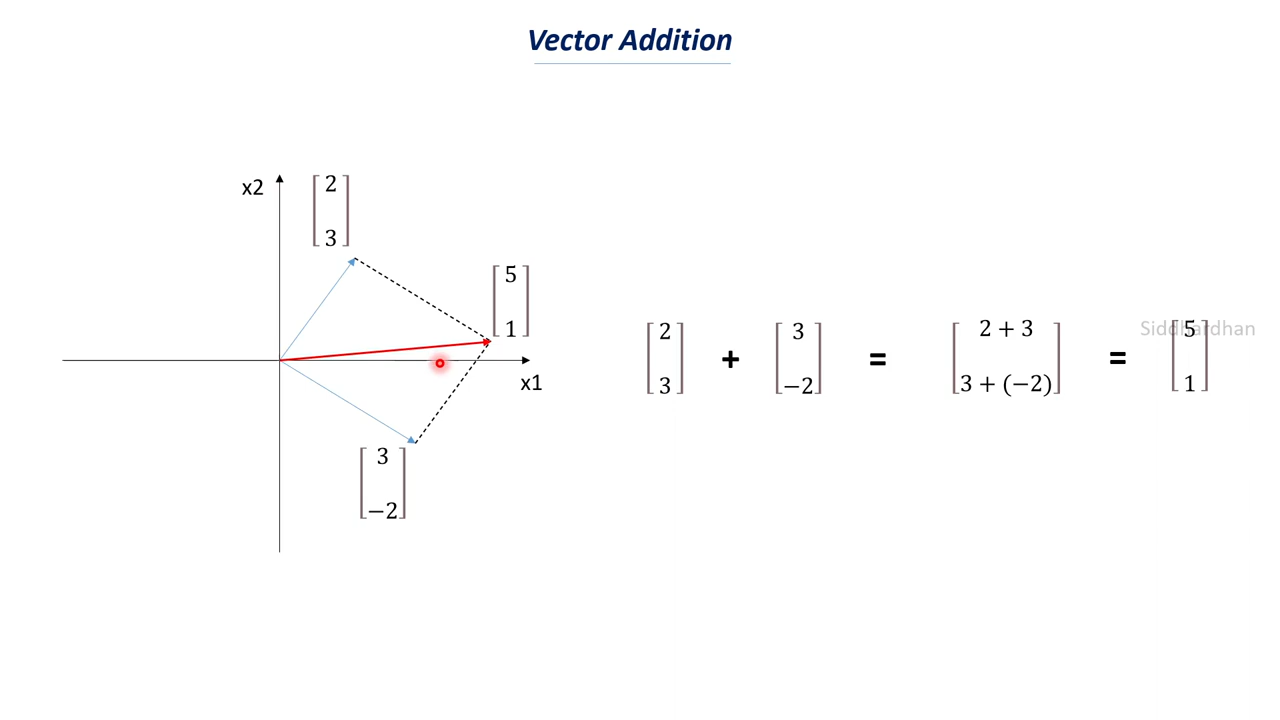 Vector Addition
x2
2
3
5
1
x1
3
−2
2
3
+
3
−2
=
2 + 3
3 + (−2)
=
5
1
Siddhardhan